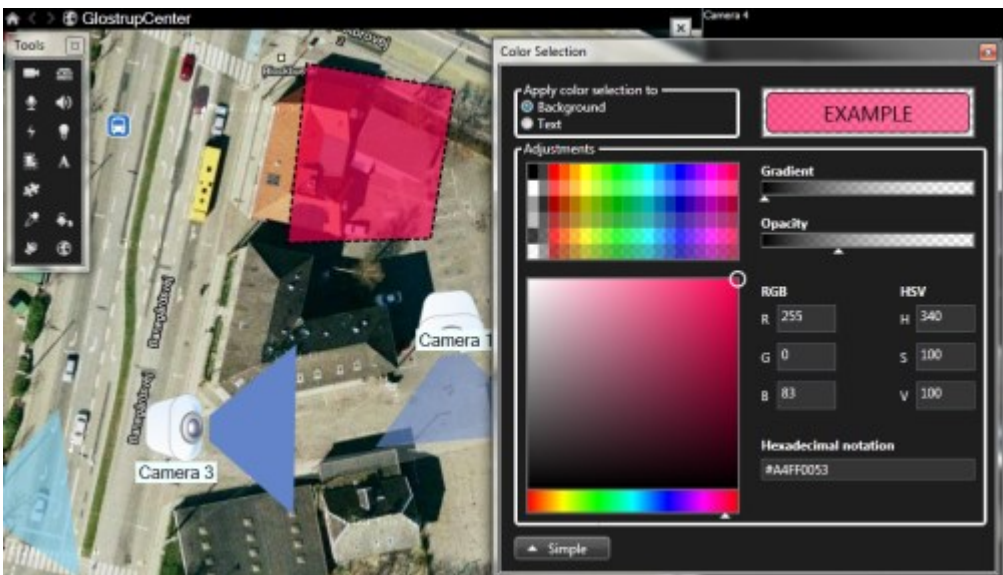 GlostrupCenter
Camera 4
Tools
Color Selection
Apply color selection to
Background
Text
EXAMPLE
Adjustments
Gradient
Opacity
RGB
HSV
R 255
H 340
G 0
S 100
B 83
V 100
Hexadecimal notation
#A4FF0053
Simple
Camera 1
Camera 3